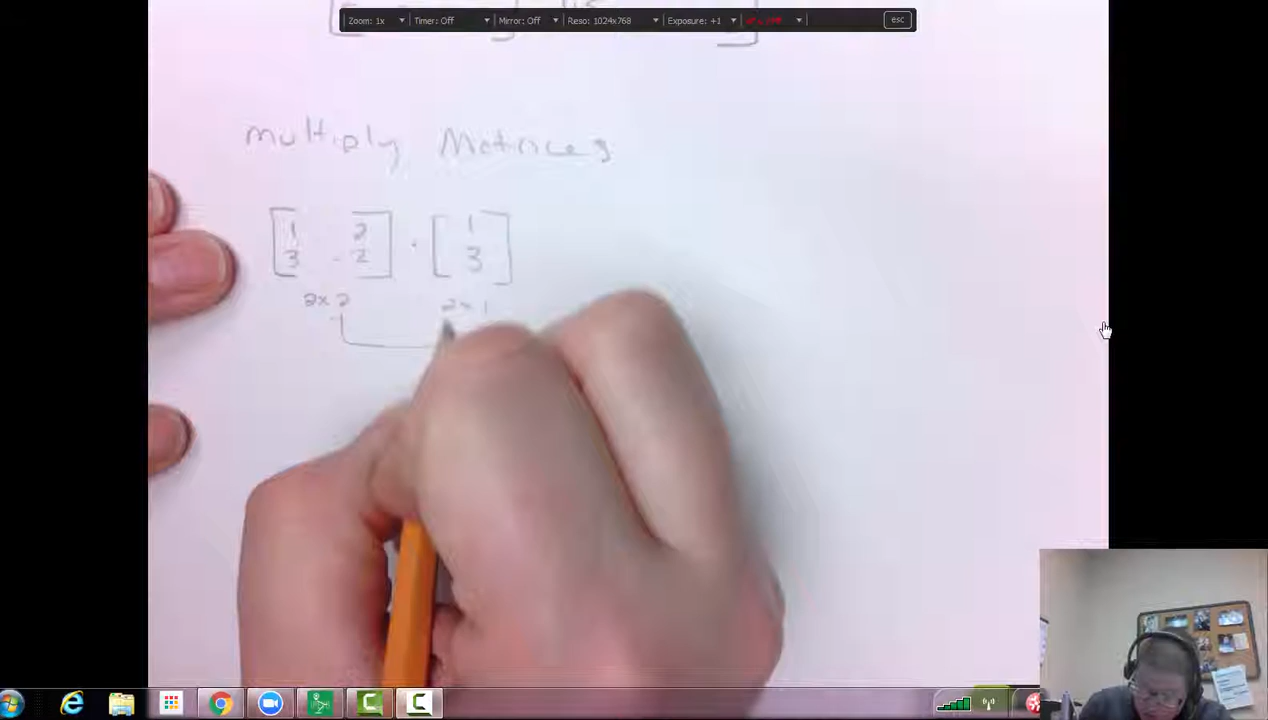 Zoom: 1x Timer: Off Mirror: Off Reso: 1024x768 Exposure: +1 esc
Multiply Matrices
1 2 1
3 - 2 · 3
2x2 2x1